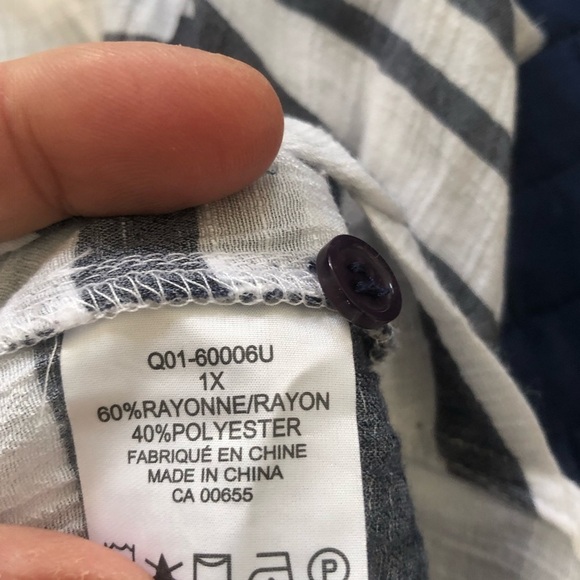 Q01-60006U
1X
60%RAYONNE/RAYON
40%POLYESTER
FABRIQUÉ EN CHINE
MADE IN CHINA
CA 00655
P